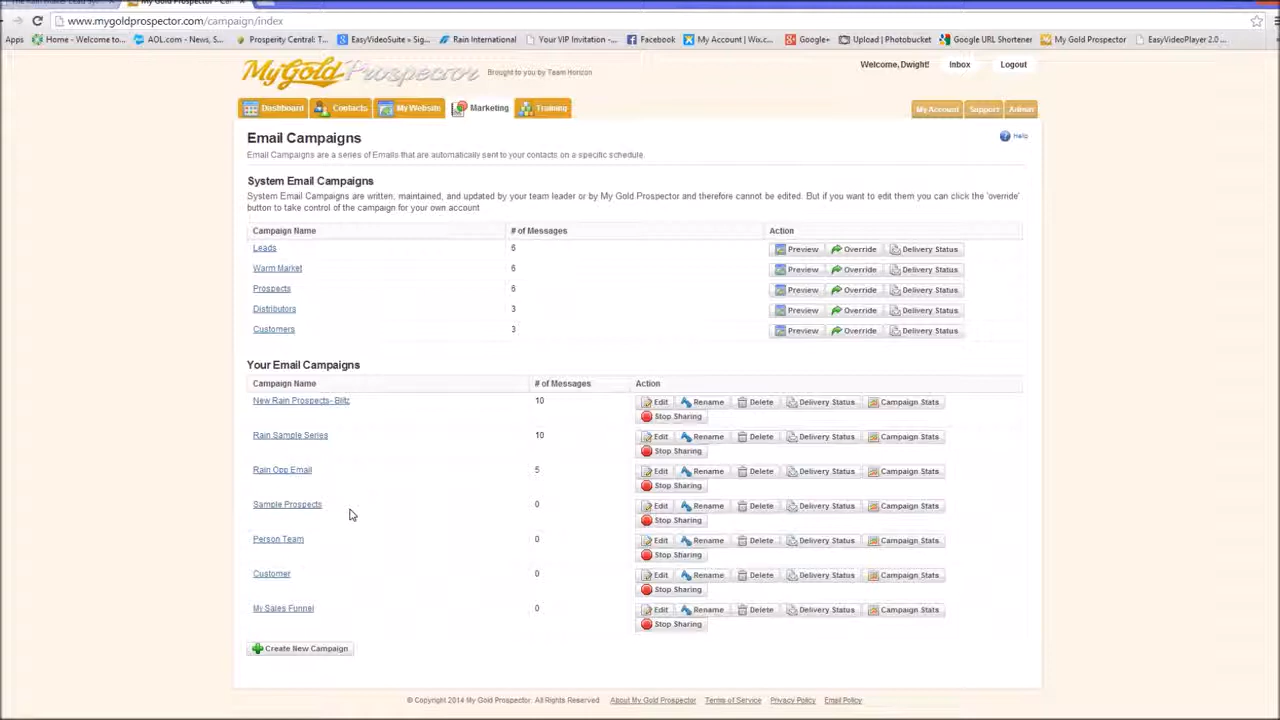 The Rain Maker Lead Sy...
My Gold Prospector - Ca...
www.mygoldprospector.com/campaign/index
Apps Home - Welcome to... AOL.com - News, S... Prosperity Central: T... EasyVideoSuite » Sig... Rain International Your VIP Invitation -... Facebook My Account | Wix.c... Google+ Upload | Photobucket Google URL Shortener My Gold Prospector EasyVideoPlayer 2.0 ...
MyGoldProspector Brought to you by Team Horizon
Welcome, Dwight! Inbox Logout
Dashboard Contacts My Website Marketing Training My Account Support Admin
Email Campaigns
Help
Email Campaigns are a series of Emails that are automatically sent to your contacts on a specific schedule.
System Email Campaigns
System Email Campaigns are written, maintained, and updated by your team leader or by My Gold Prospector and therefore cannot be edited. But if you want to edit them you can click the 'override'
button to take control of the campaign for your own account
Campaign Name # of Messages Action
Leads 6 Preview Override Delivery Status
Warm Market 6 Preview Override Delivery Status
Prospects 6 Preview Override Delivery Status
Distributors 3 Preview Override Delivery Status
Customers 3 Preview Override Delivery Status
Your Email Campaigns
Campaign Name # of Messages Action
New Rain Prospects- Blitz 10 Edit Rename Delete Delivery Status Campaign Stats
Stop Sharing
Rain Sample Series 10 Edit Rename Delete Delivery Status Campaign Stats
Stop Sharing
Rain Opp Email 5 Edit Rename Delete Delivery Status Campaign Stats
Stop Sharing
Sample Prospects 0 Edit Rename Delete Delivery Status Campaign Stats
Stop Sharing
Person Team 0 Edit Rename Delete Delivery Status Campaign Stats
Stop Sharing
Customer 0 Edit Rename Delete Delivery Status Campaign Stats
Stop Sharing
My Sales Funnel 0 Edit Rename Delete Delivery Status Campaign Stats
Stop Sharing
Create New Campaign
© Copyright 2014 My Gold Prospector. All Rights Reserved About My Gold Prospector Terms of Service Privacy Policy Email Policy